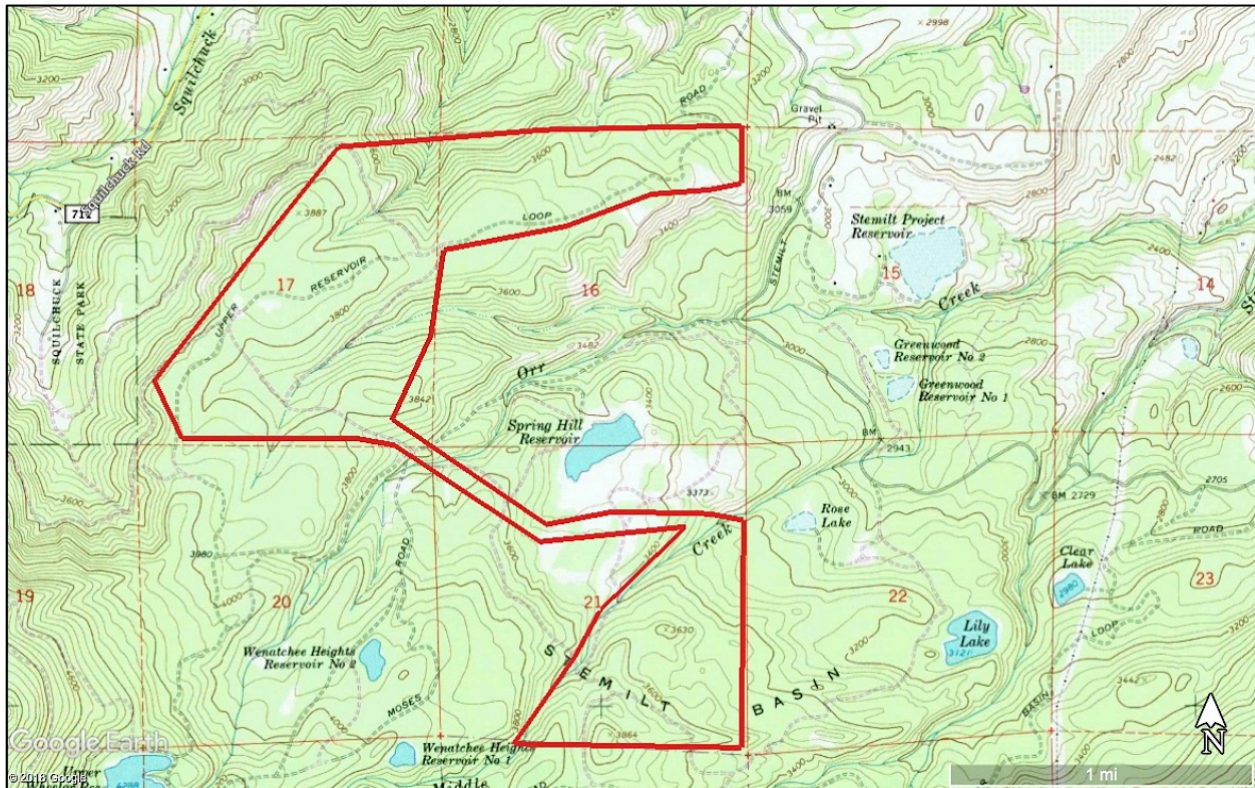 Squilchuck
Squilchuck Rd
712
SQUILCHUCK
STATE PARK
ROAD
LOOP
RESERVOIR
UPPER
Gravel
Pit
BM
3059
STEMILT
Stemilt Project
Reservoir
Creek
Orr
Greenwood
Reservoir No 2
Greenwood
Reservoir No 1
Spring Hill
Reservoir
BM
2943
BM 2729
2705
ROAD
Rose
Lake
Creek
Clear
Lake
2980
Lily
Lake
3121
LOOP
BASIN
STEMILT
BASIN
Wenatchee Heights
Reservoir No 2
MOSES
ROAD
Wenatchee Heights
Reservoir No 1
Middle
Upper
14
15
16
17
18
19
20
21
22
23
2998
3887
3842
3482
3373
3630
3864
3980
3442
2482
2800
3000
3200
3400
3600
3800
4000
Google Earth
© 2018 Google
N
1 mi